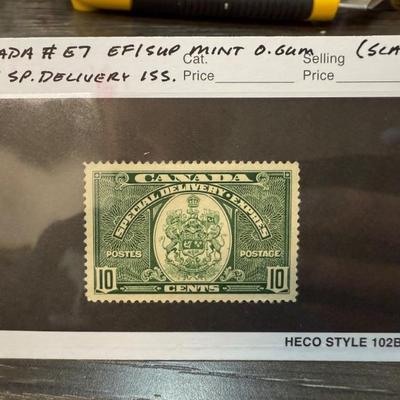 ADA # E7 EF/SUP MINT O.GUM (SCA
Cat. Selling
SP. DELIVERY ISS. Price Price
CANADA
SPECIAL DELIVERY · EXPRES
POSTES POSTAGE
10 10
CENTS
HECO STYLE 102B